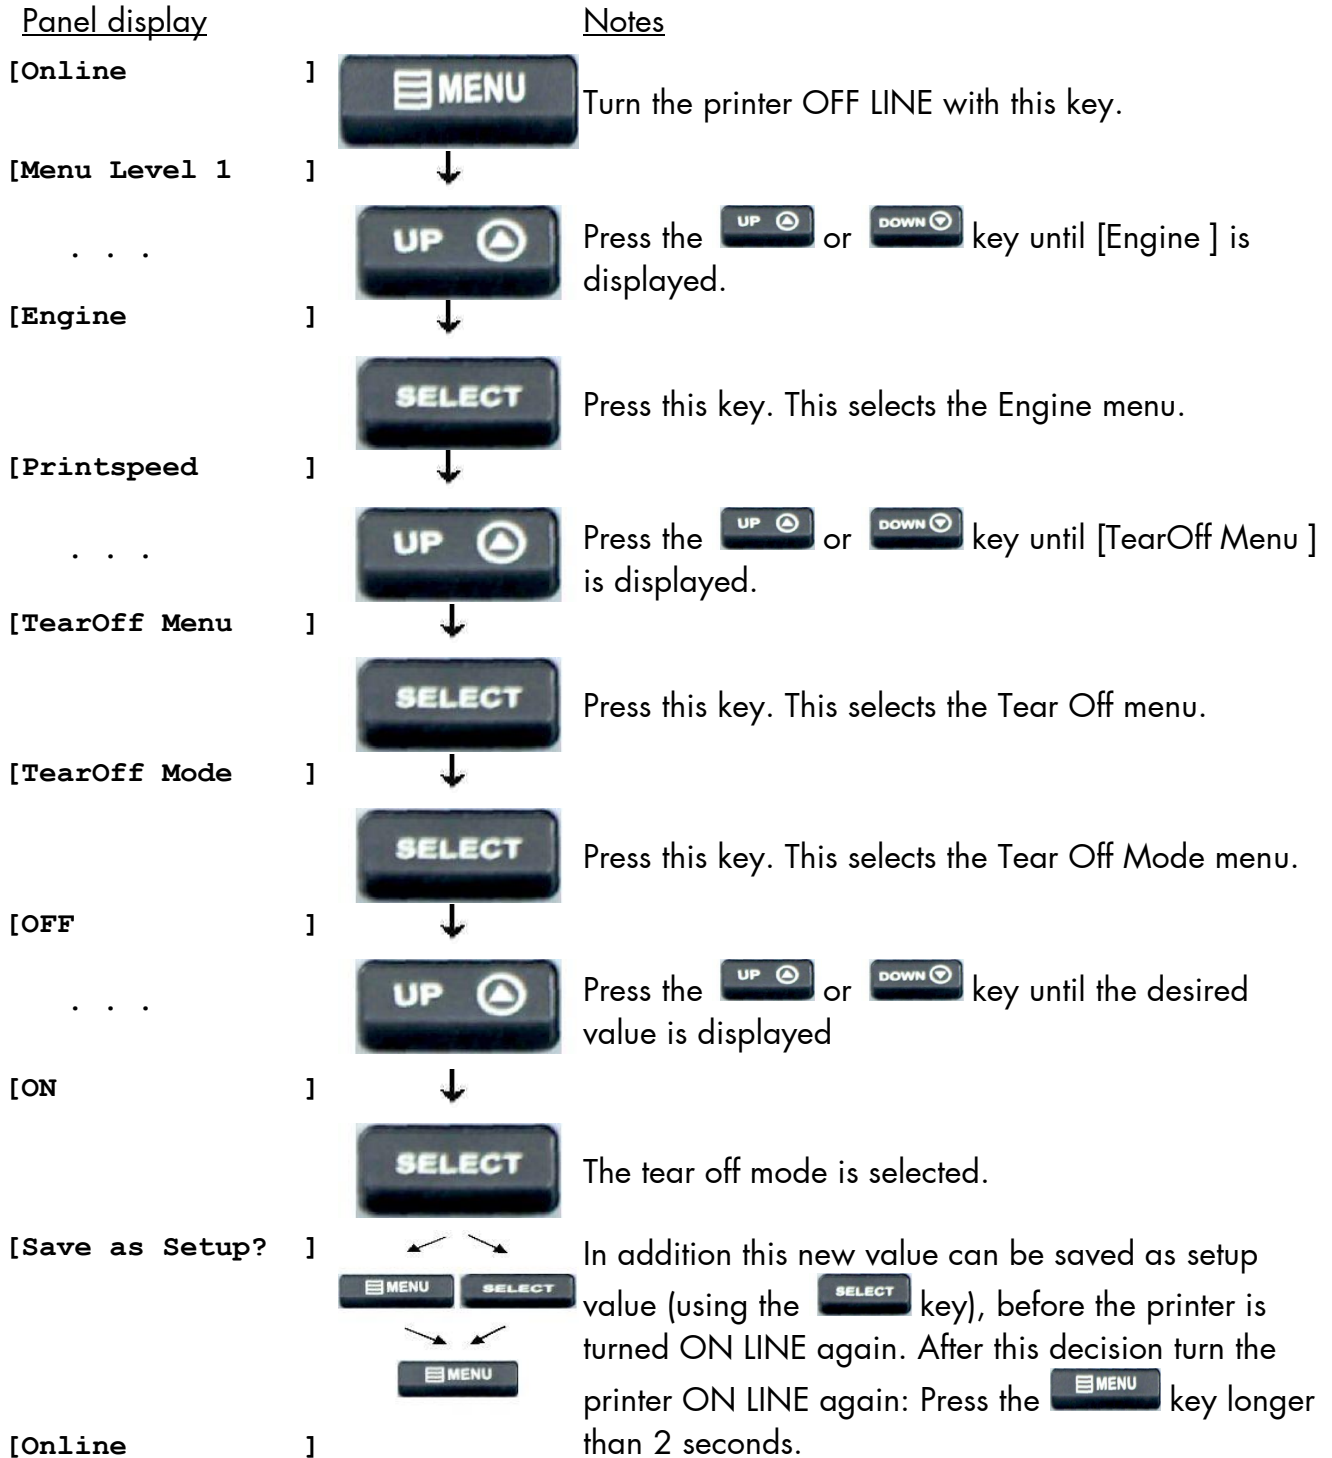 Panel display Notes
[Online ] MENU
Turn the printer OFF LINE with this key.
[Menu Level 1 ]
. . . UP Press the UP or DOWN key until [Engine ] is
displayed.
[Engine ]
SELECT Press this key. This selects the Engine menu.
[Printspeed ]
. . . UP Press the UP or DOWN key until [TearOff Menu ]
is displayed.
[TearOff Menu ]
SELECT Press this key. This selects the Tear Off menu.
[TearOff Mode ]
SELECT Press this key. This selects the Tear Off Mode menu.
[OFF ]
. . . UP Press the UP or DOWN key until the desired
value is displayed
[ON ]
SELECT The tear off mode is selected.
[Save as Setup? ] In addition this new value can be saved as setup
MENU SELECT value (using the SELECT key), before the printer is
turned ON LINE again. After this decision turn the
MENU printer ON LINE again: Press the MENU key longer
[Online ] than 2 seconds.